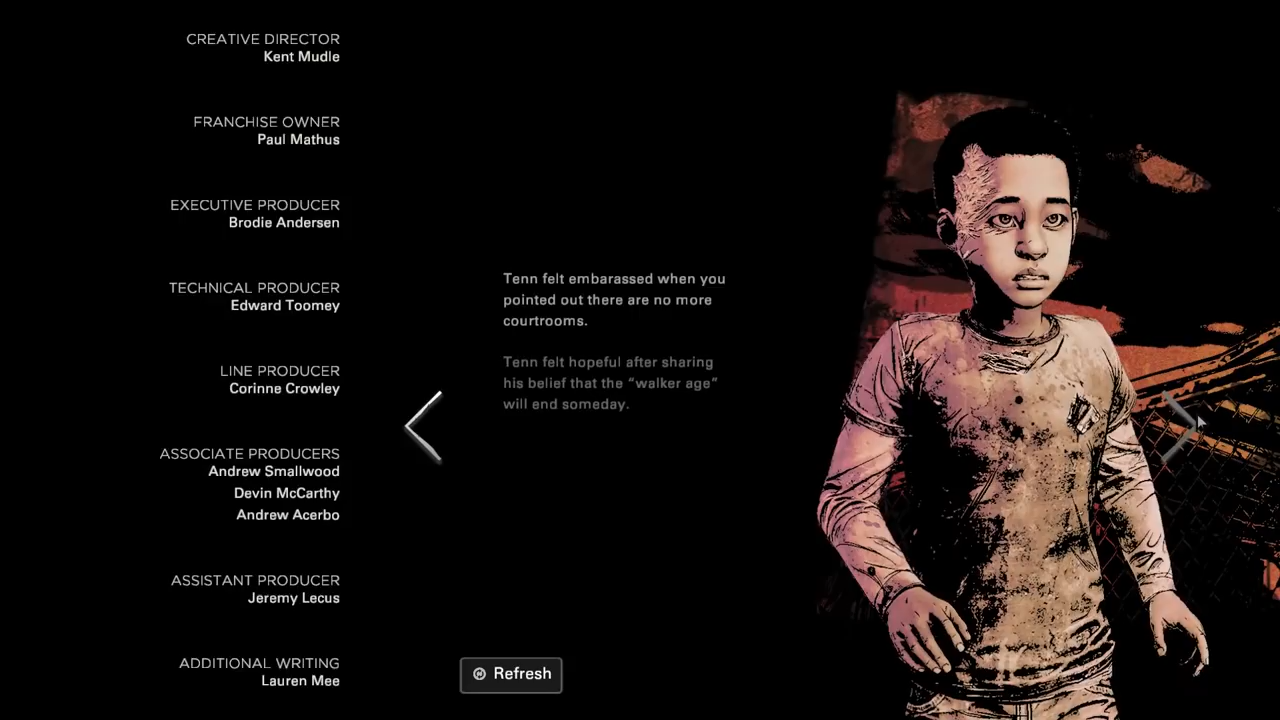 CREATIVE DIRECTOR
Kent Mudle
FRANCHISE OWNER
Paul Mathus
EXECUTIVE PRODUCER
Brodie Andersen
TECHNICAL PRODUCER
Edward Toomey
LINE PRODUCER
Corinne Crowley
ASSOCIATE PRODUCERS
Andrew Smallwood
Devin McCarthy
Andrew Acerbo
ASSISTANT PRODUCER
Jeremy Lecus
ADDITIONAL WRITING
Lauren Mee
Tenn felt embarassed when you
pointed out there are no more
courtrooms.
Tenn felt hopeful after sharing
his belief that the “walker age”
will end someday.
Refresh